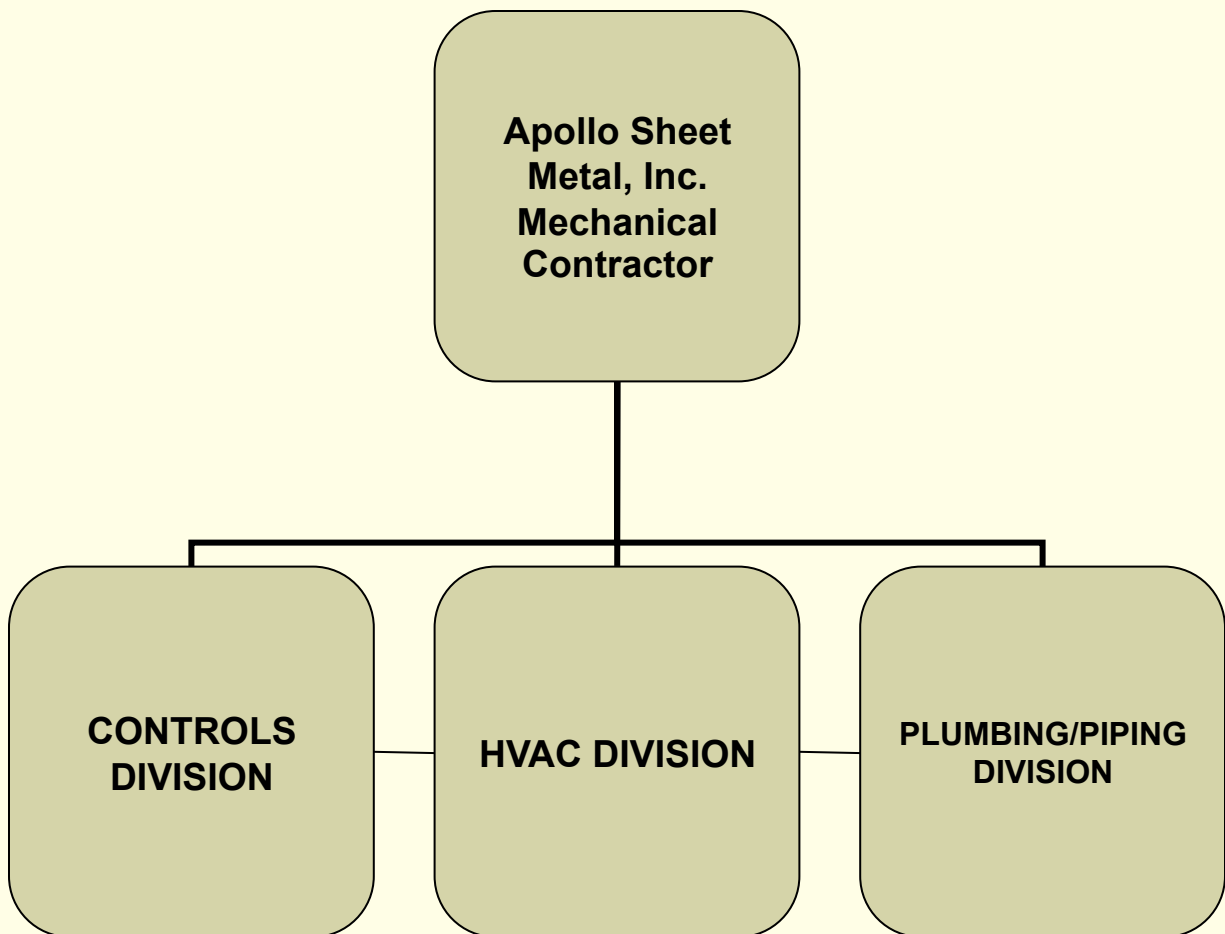 Apollo Sheet
Metal, Inc.
Mechanical
Contractor
CONTROLS
DIVISION
HVAC DIVISION
PLUMBING/PIPING
DIVISION